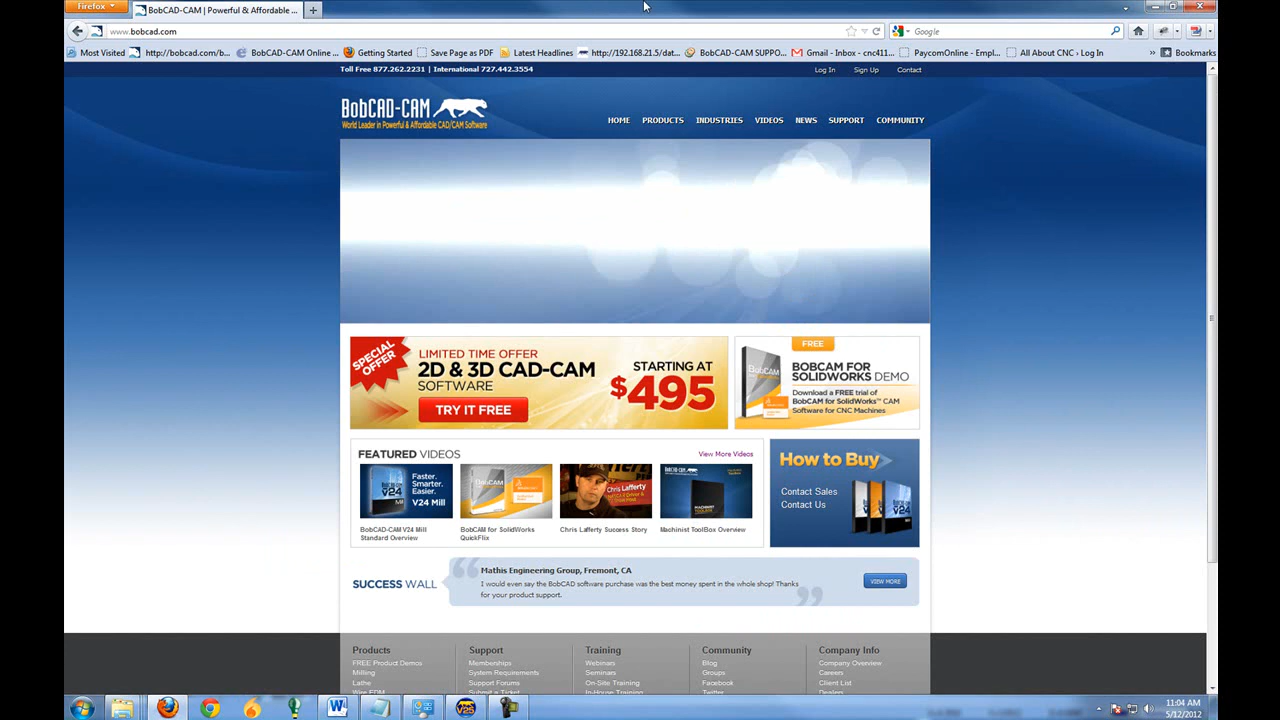 Firefox
BobCAD-CAM | Powerful & Affordable ...
www.bobcad.com
Google
Most Visited
http://bobcad.com/b...
BobCAD-CAM Online ...
Getting Started
Save Page as PDF
Latest Headlines
http://192.168.21.5/dat...
BobCAD-CAM SUPPO...
Gmail - Inbox - cnc411...
PaycomOnline - Empl...
All About CNC › Log In
Bookmarks
Toll Free 877.262.2231 | International 727.442.3554
Log In
Sign Up
Contact
BobCAD-CAM
World Leader in Powerful & Affordable CAD/CAM Software
HOME
PRODUCTS
INDUSTRIES
VIDEOS
NEWS
SUPPORT
COMMUNITY
SPECIAL
OFFER
LIMITED TIME OFFER
2D & 3D CAD-CAM
SOFTWARE
TRY IT FREE
STARTING AT
$495
FREE
BOBCAM FOR
SOLIDWORKS DEMO
Download a FREE trial of
BobCAM for SolidWorks™ CAM
Software for CNC Machines
FEATURED VIDEOS
View More Videos
Faster.
Smarter.
Easier.
V24 Mill
Chris Lafferty
MACHINIST
TOOLBOX
BobCAD-CAM V24 Mill
Standard Overview
BobCAM for SolidWorks
QuickFlix
Chris Lafferty Success Story
Machinist ToolBox Overview
How to Buy
Contact Sales
Contact Us
SUCCESS WALL
Mathis Engineering Group, Fremont, CA
I would even say the BobCAD software purchase was the best money spent in the whole shop! Thanks
for your product support.
VIEW MORE
Products
FREE Product Demos
Milling
Lathe
Wire EDM
Support
Memberships
System Requirements
Support Forums
Submit a Ticket
Training
Webinars
Seminars
On-Site Training
In-House Training
Community
Blog
Groups
Facebook
Twitter
Company Info
Company Overview
Careers
Client List
Dealers
11:04 AM
5/12/2012